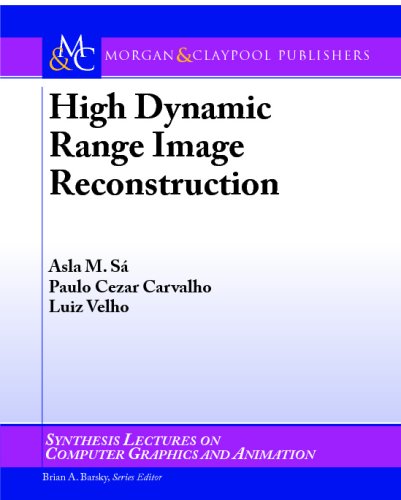 M
&C
MORGAN&CLAYPOOL PUBLISHERS
High Dynamic
Range Image
Reconstruction
Asla M. Sá
Paulo Cezar Carvalho
Luiz Velho
SYNTHESIS LECTURES ON
COMPUTER GRAPHICS AND ANIMATION
Brian A. Barsky, Series Editor